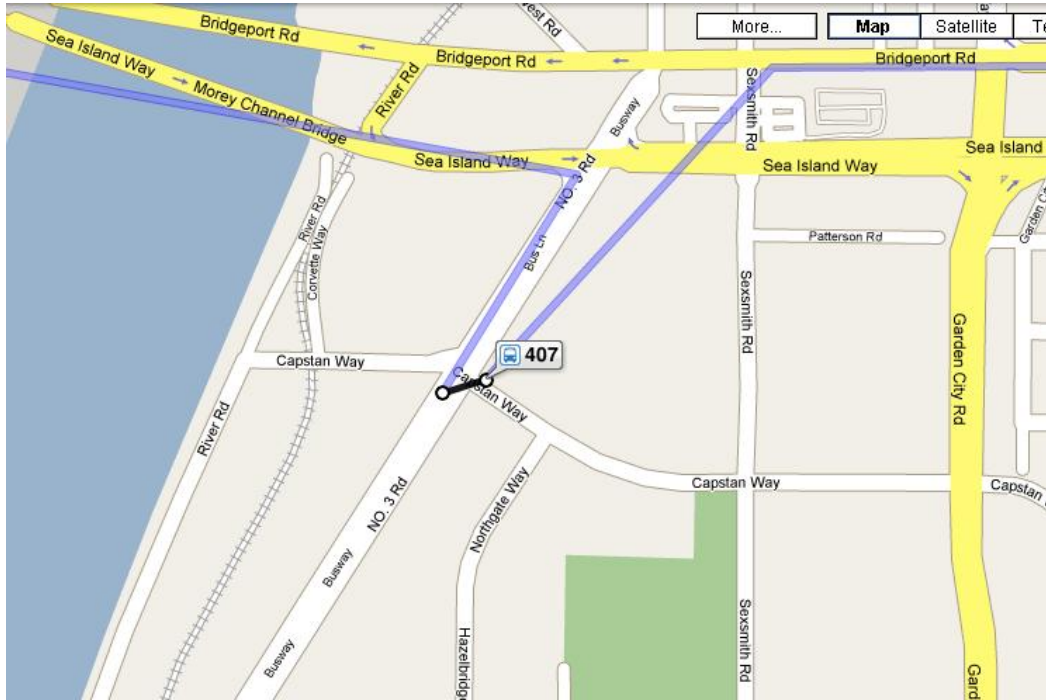 More...
Map
Satellite
Bridgeport Rd
Sea Island Way
Bridgeport Rd
Bridgeport Rd
Morey Channel Bridge
River Rd
Busway
Sexsmith Rd
Sea Island Way
Sea Island Way
Sea Island
NO. 3 Rd
River Rd
Corvette Way
Bus Ln
Patterson Rd
Sexsmith Rd
Garden City Rd
407
Capstan Way
Capstan Way
River Rd
NO. 3 Rd
Northgate Way
Capstan Way
Capstan
Busway
Busway
Sexsmith Rd